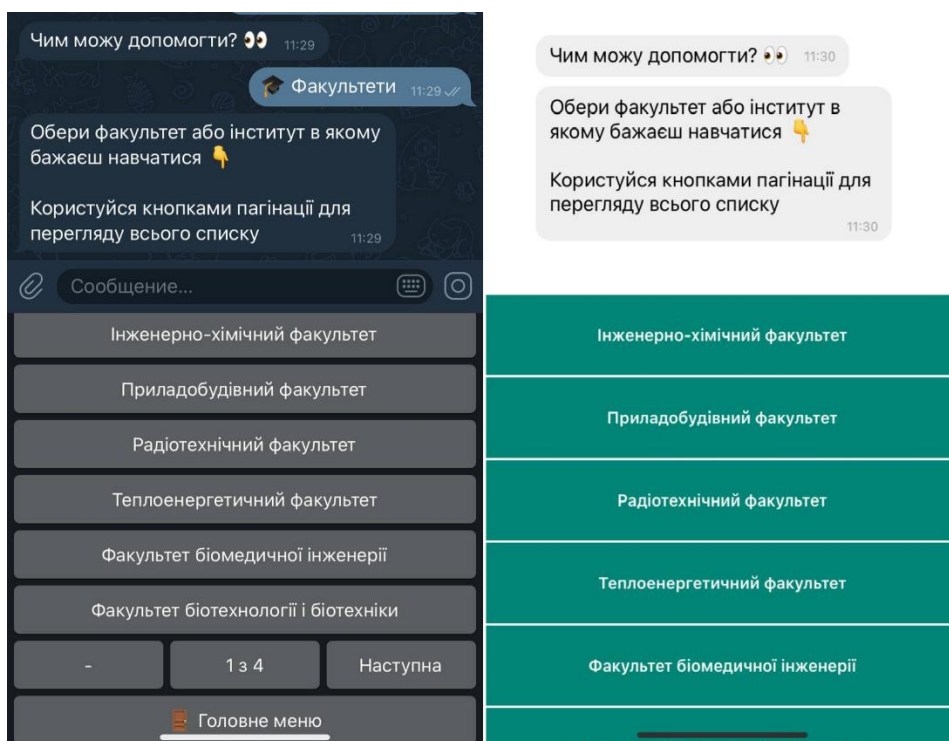 Чим можу допомогти? 👀 11:29
🎓 Факультети 11:29
Обери факультет або інститут в якому
бажаєш навчатися 👇
Користуйся кнопками пагінації для
перегляду всього списку 11:29
Сообщение...
Інженерно-хімічний факультет
Приладобудівний факультет
Радіотехнічний факультет
Теплоенергетичний факультет
Факультет біомедичної інженерії
Факультет біотехнології і біотехніки
- 1 з 4 Наступна
🚪 Головне меню
Чим можу допомогти? 👀 11:30
Обери факультет або інститут в
якому бажаєш навчатися 👇
Користуйся кнопками пагінації для
перегляду всього списку
11:30
Інженерно-хімічний факультет
Приладобудівний факультет
Радіотехнічний факультет
Теплоенергетичний факультет
Факультет біомедичної інженерії